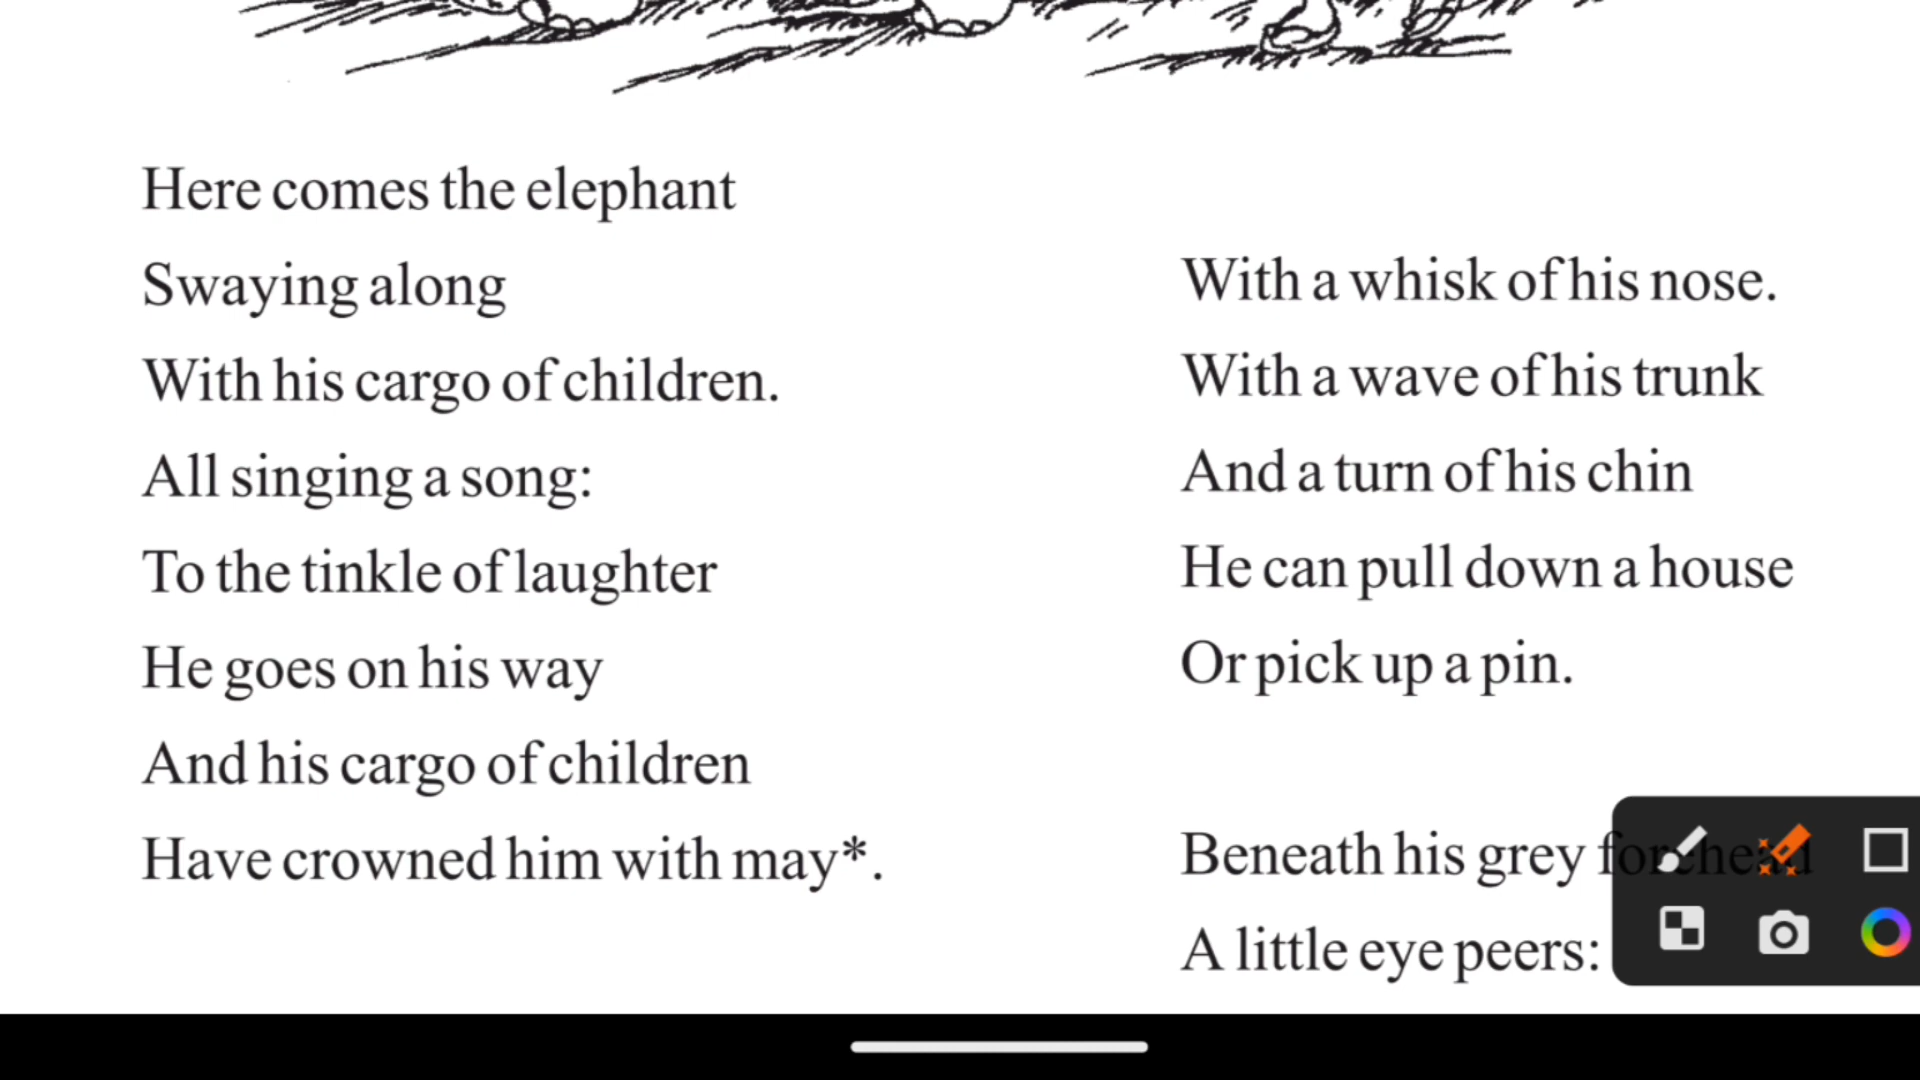 Here comes the elephant
Swaying along
With his cargo of children.
All singing a song:
To the tinkle of laughter
He goes on his way
And his cargo of children
Have crowned him with may*.
With a whisk of his nose.
With a wave of his trunk
And a turn of his chin
He can pull down a house
Or pick up a pin.
Beneath his grey forehead
A little eye peers: